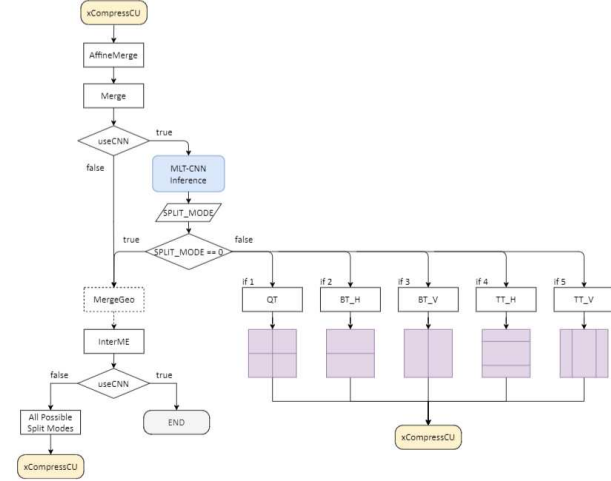 xCompressCU
AffineMerge
Merge
useCNN
true
false
MLT-CNN
Inference
SPLIT_MODE
true
SPLIT_MODE == 0
false
MergeGeo
if 1
QT
if 2
BT_H
if 3
BT_V
if 4
TT_H
if 5
TT_V
InterME
false
useCNN
true
All Possible
Split Modes
END
xCompressCU
xCompressCU